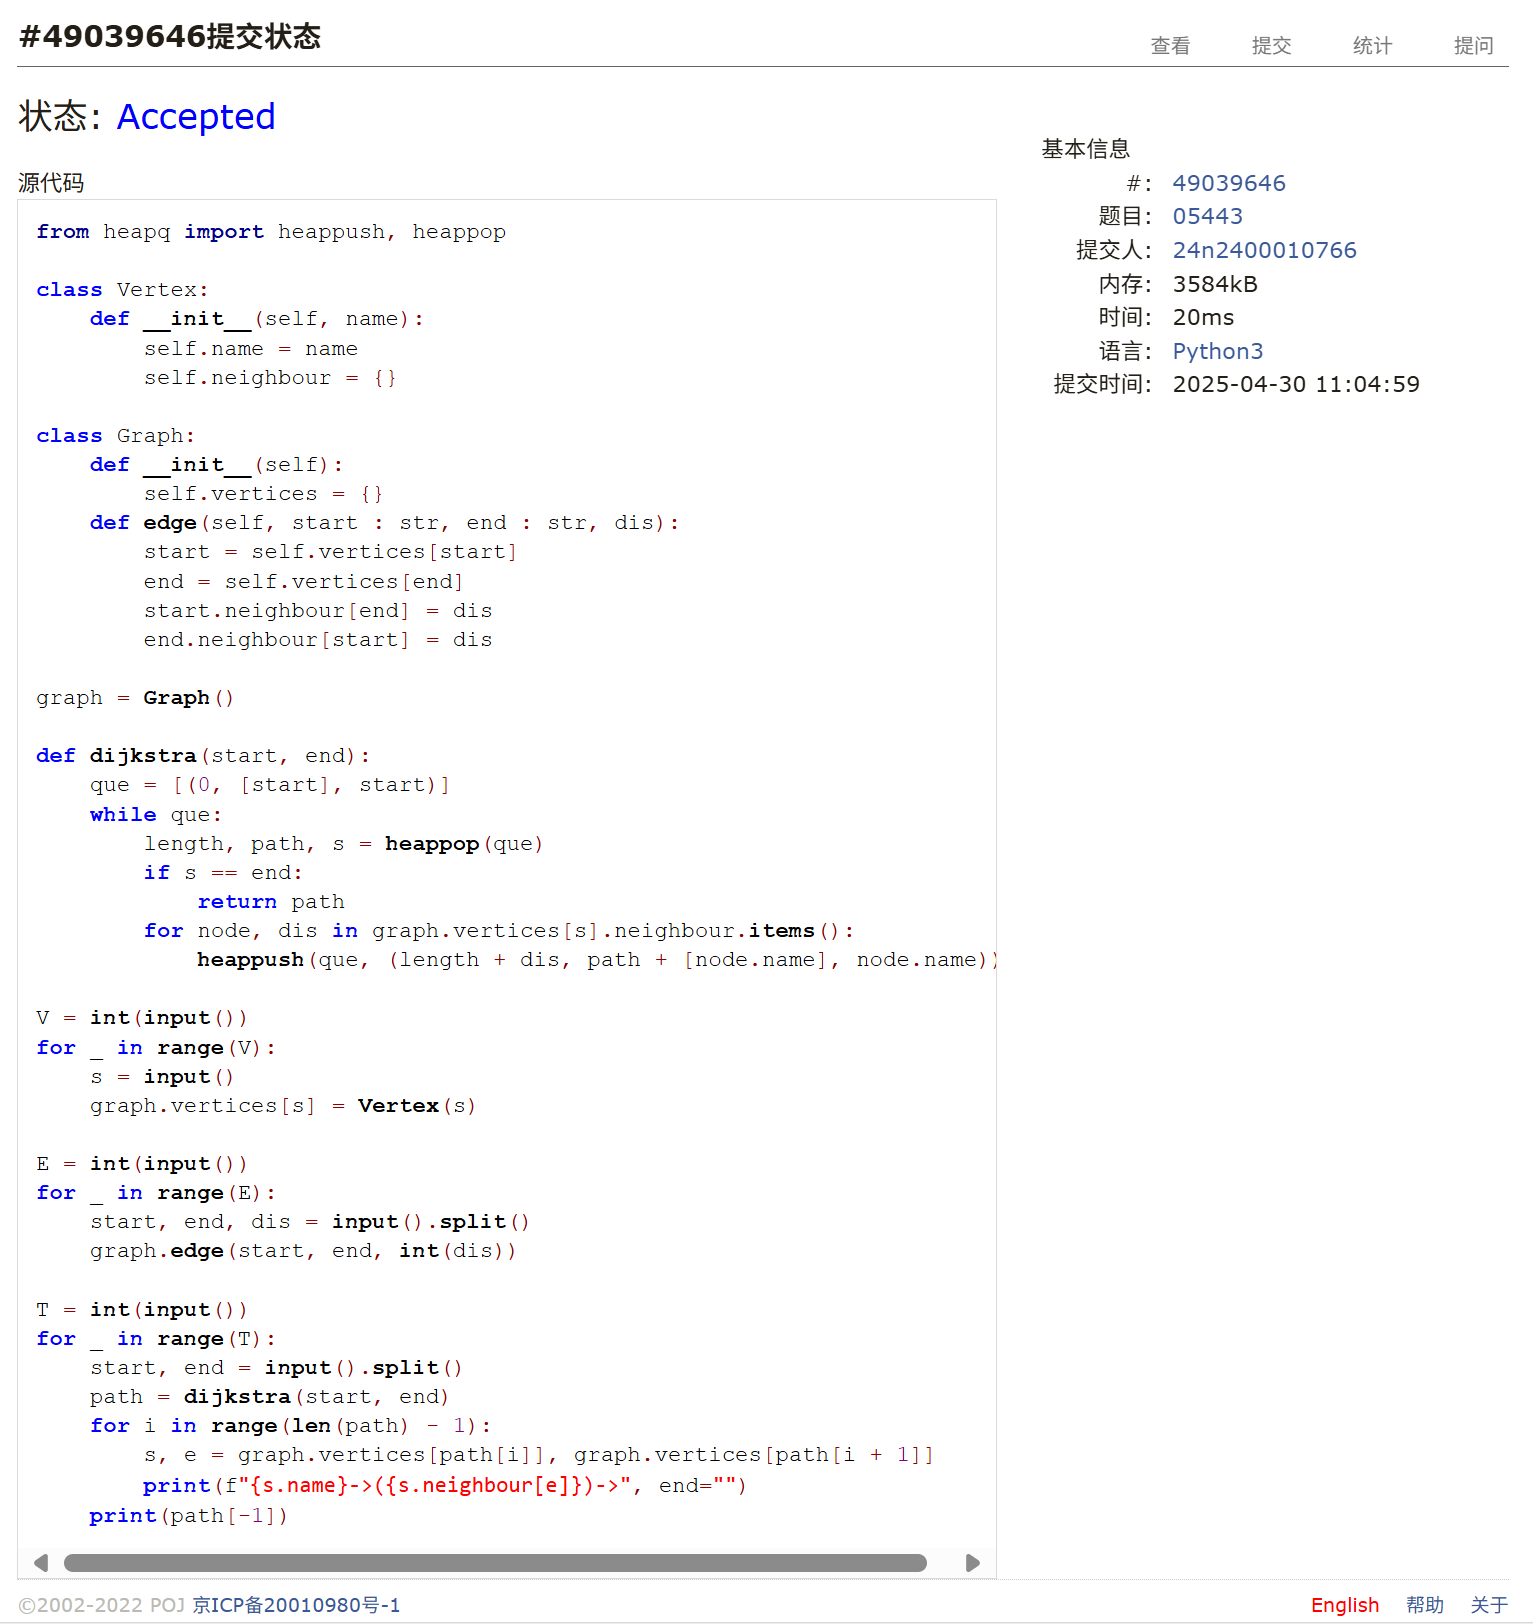 #49039646提交状态
查看 提交 统计 提问
状态: Accepted
源代码
from heapq import heappush, heappop

class Vertex:
    def __init__(self, name):
        self.name = name
        self.neighbour = {}

class Graph:
    def __init__(self):
        self.vertices = {}
    def edge(self, start : str, end : str, dis):
        start = self.vertices[start]
        end = self.vertices[end]
        start.neighbour[end] = dis
        end.neighbour[start] = dis

graph = Graph()

def dijkstra(start, end):
    que = [(0, [start], start)]
    while que:
        length, path, s = heappop(que)
        if s == end:
            return path
        for node, dis in graph.vertices[s].neighbour.items():
            heappush(que, (length + dis, path + [node.name], node.name))

V = int(input())
for _ in range(V):
    s = input()
    graph.vertices[s] = Vertex(s)

E = int(input())
for _ in range(E):
    start, end, dis = input().split()
    graph.edge(start, end, int(dis))

T = int(input())
for _ in range(T):
    start, end = input().split()
    path = dijkstra(start, end)
    for i in range(len(path) - 1):
        s, e = graph.vertices[path[i]], graph.vertices[path[i + 1]]
        print(f"{s.name}->({s.neighbour[e]})->", end="")
    print(path[-1])
基本信息
#: 49039646
题目: 05443
提交人: 24n2400010766
内存: 3584kB
时间: 20ms
语言: Python3
提交时间: 2025-04-30 11:04:59
©2002-2022 POJ 京ICP备20010980号-1
English 帮助 关于